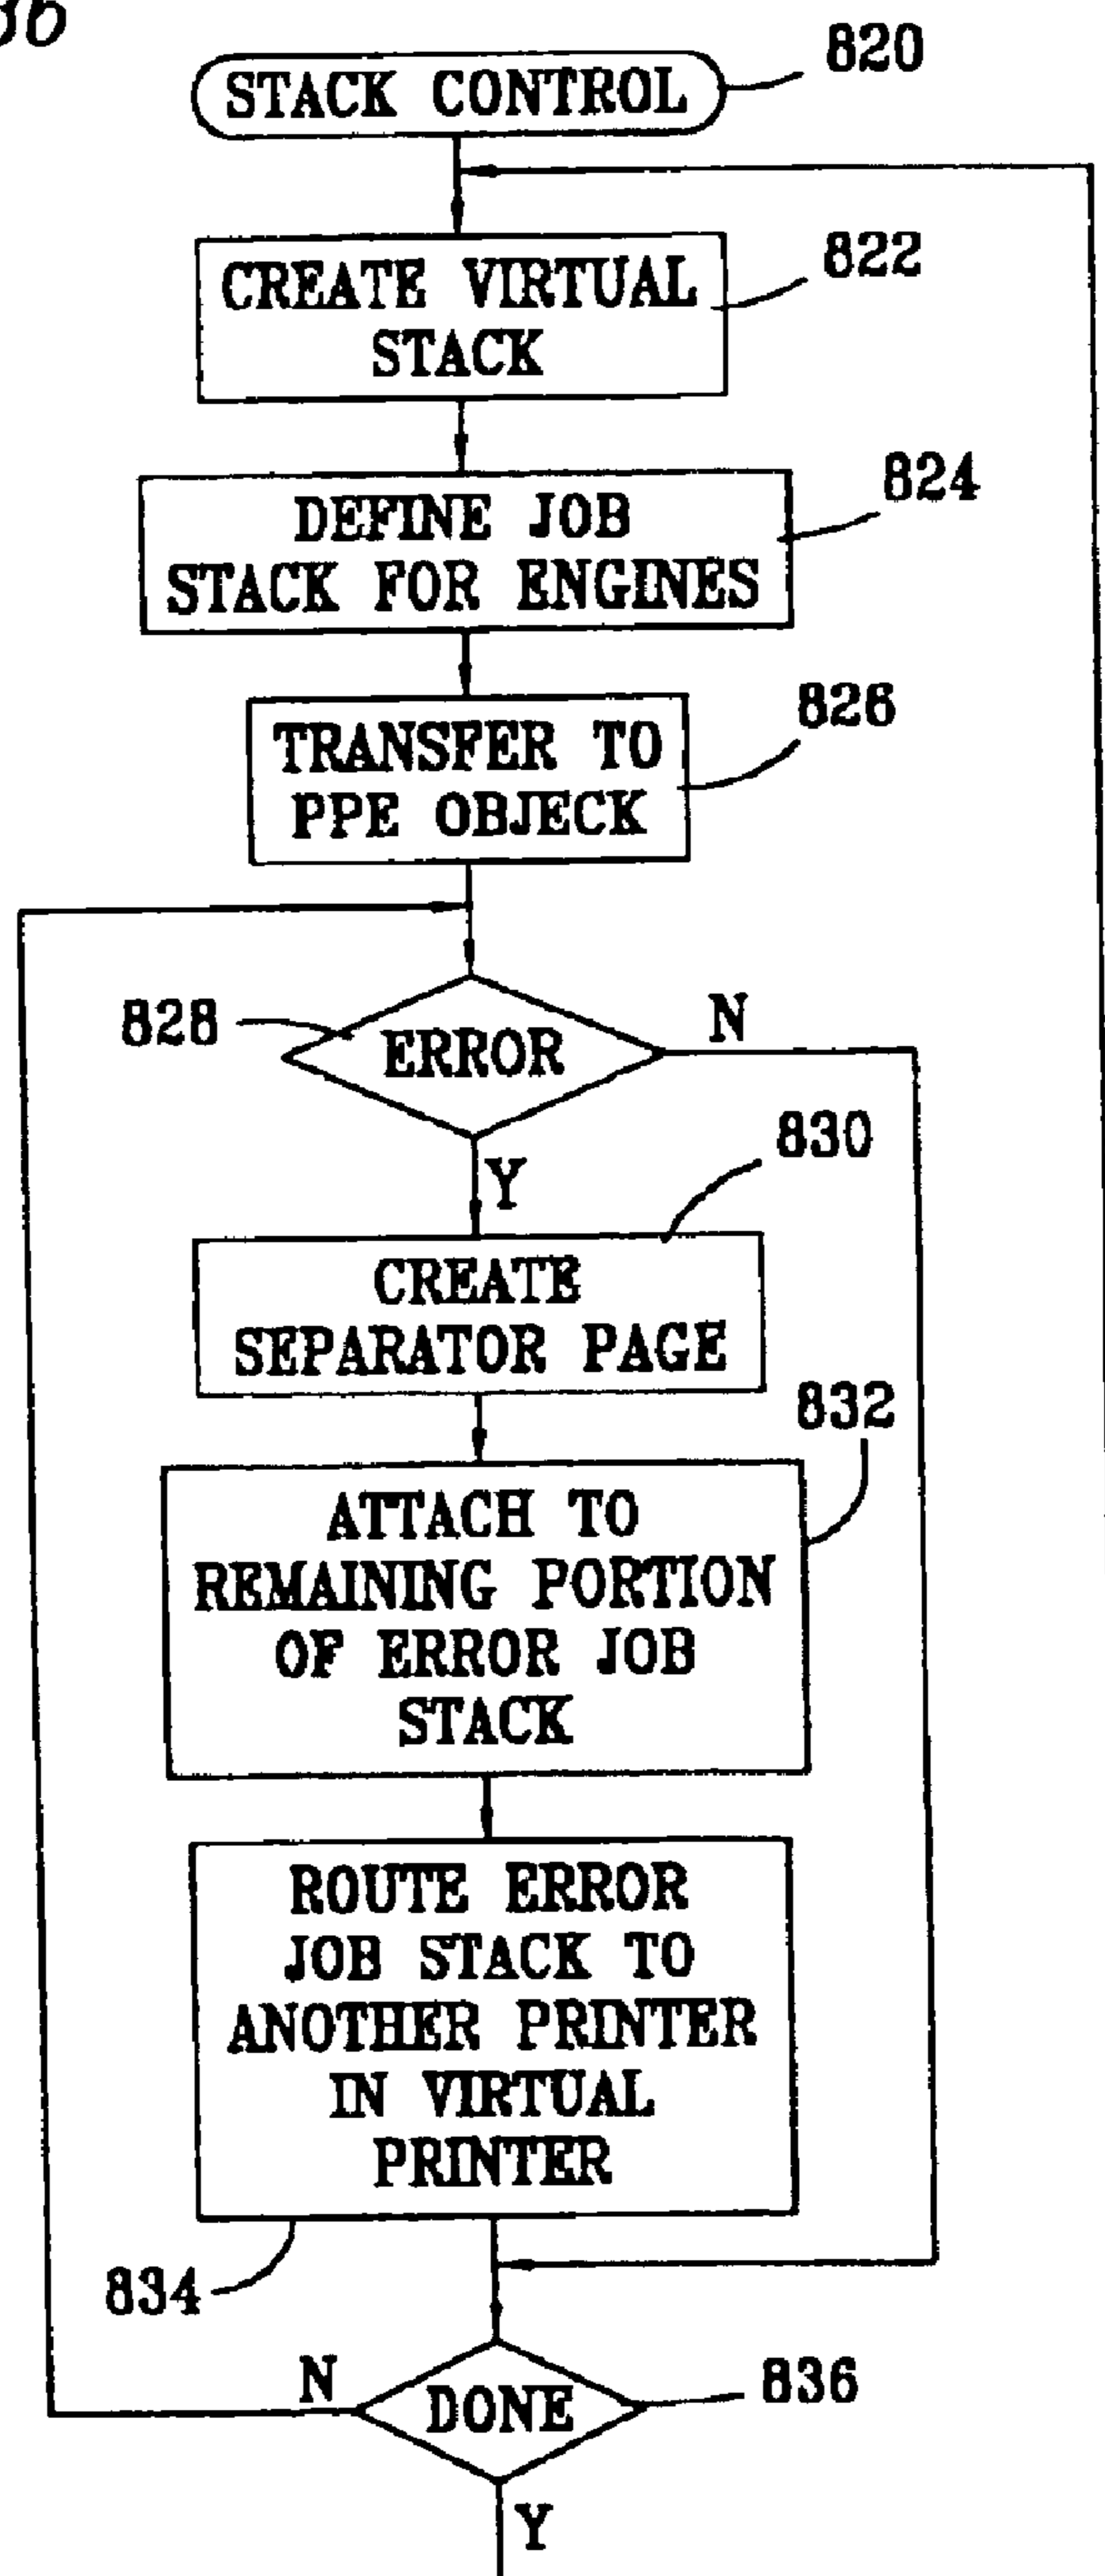 36
STACK CONTROL
820
CREATE VIRTUAL
STACK
822
DEFINE JOB
STACK FOR ENGINES
824
TRANSFER TO
PPE OBJECK
826
828
ERROR
N
Y
830
CREATE
SEPARATOR PAGE
832
ATTACH TO
REMAINING PORTION
OF ERROR JOB
STACK
ROUTE ERROR
JOB STACK TO
ANOTHER PRINTER
IN VIRTUAL
PRINTER
834
N
DONE
836
Y